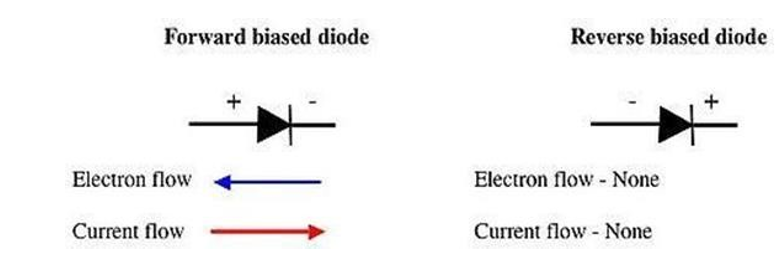 Forward biased diode
+ -
Electron flow
Current flow
Reverse biased diode
- +
Electron flow - None
Current flow - None